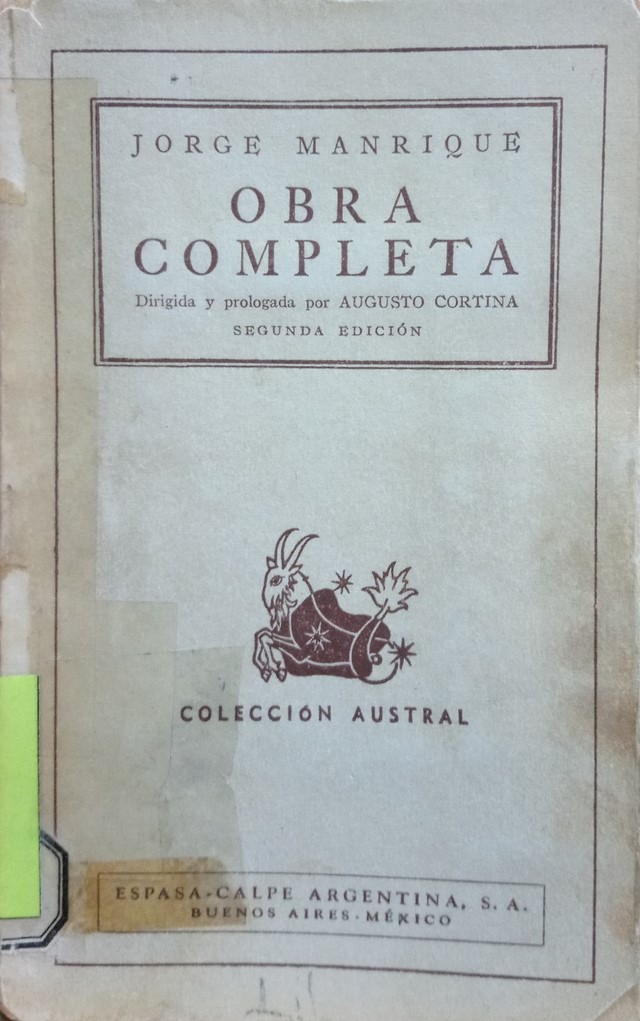 JORGE MANRIQUE
OBRA
COMPLETA
Dirigida y prologada por AUGUSTO CORTINA
SEGUNDA EDICIÓN
COLECCIÓN AUSTRAL
ESPASA-CALPE ARGENTINA, S. A.
BUENOS AIRES-MÉXICO